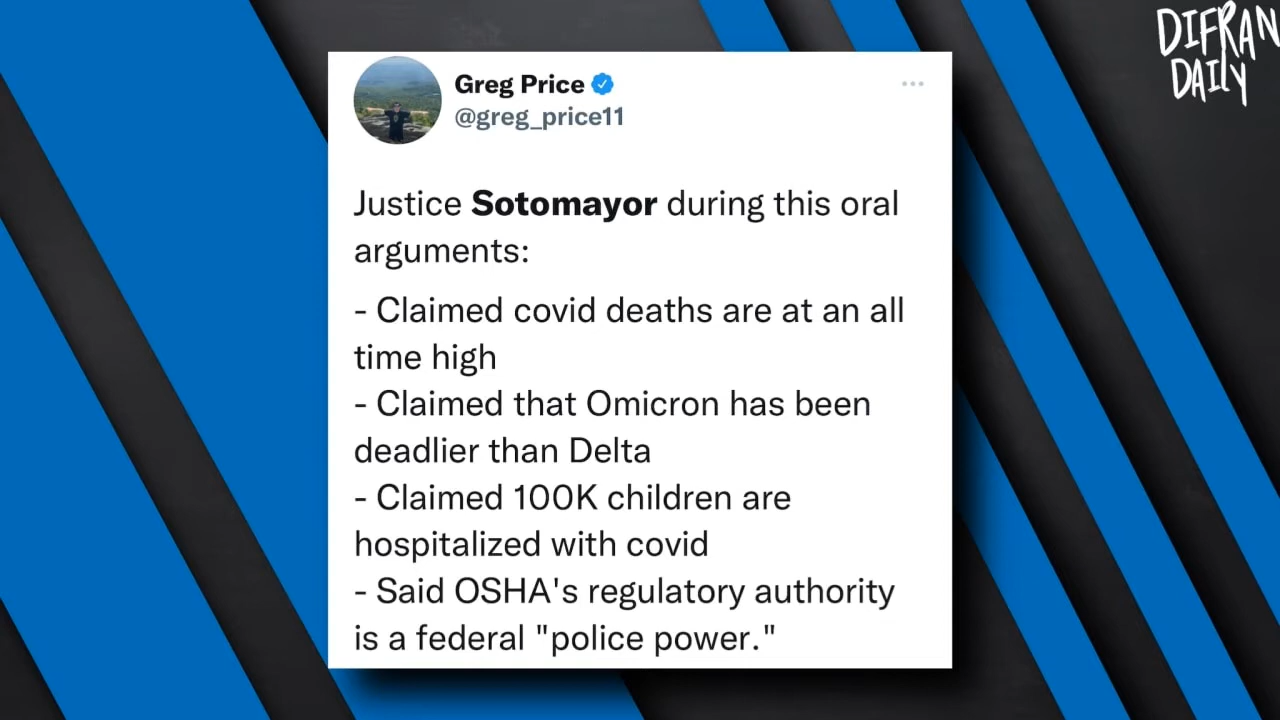 DIFRAN
DAILY
Greg Price
@greg_price11
Justice Sotomayor during this oral
arguments:
- Claimed covid deaths are at an all
time high
- Claimed that Omicron has been
deadlier than Delta
- Claimed 100K children are
hospitalized with covid
- Said OSHA's regulatory authority
is a federal "police power."